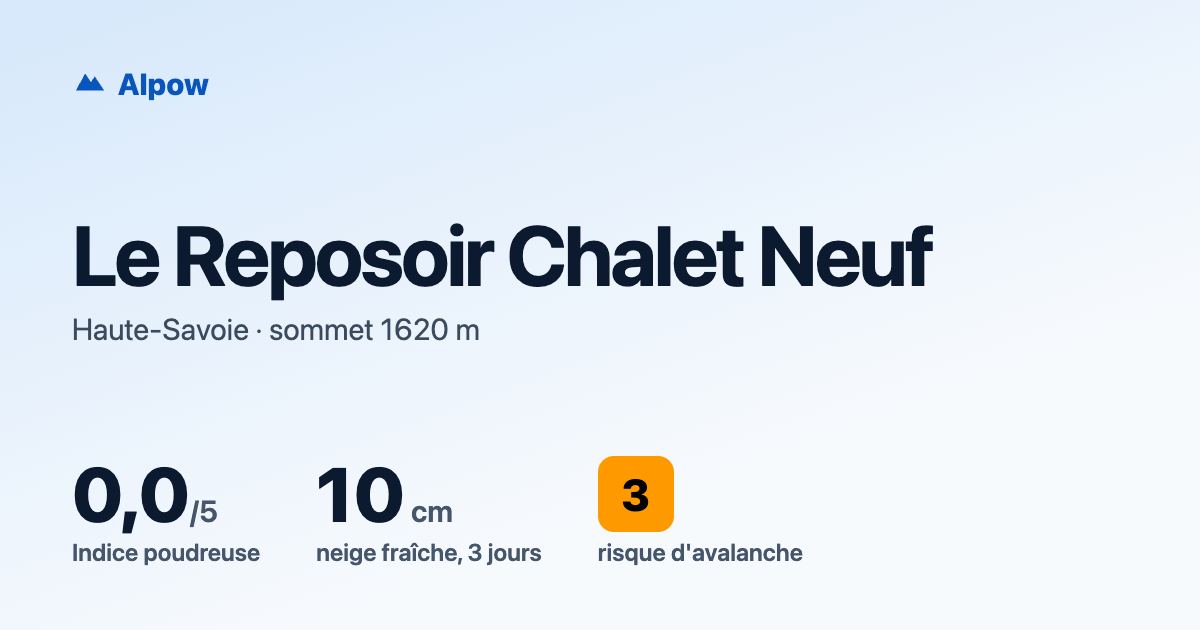 Alpow
Le Reposoir Chalet Neuf
Haute-Savoie · sommet 1620 m
0,0/5
Indice poudreuse
10 cm
neige fraîche, 3 jours
3
risque d'avalanche